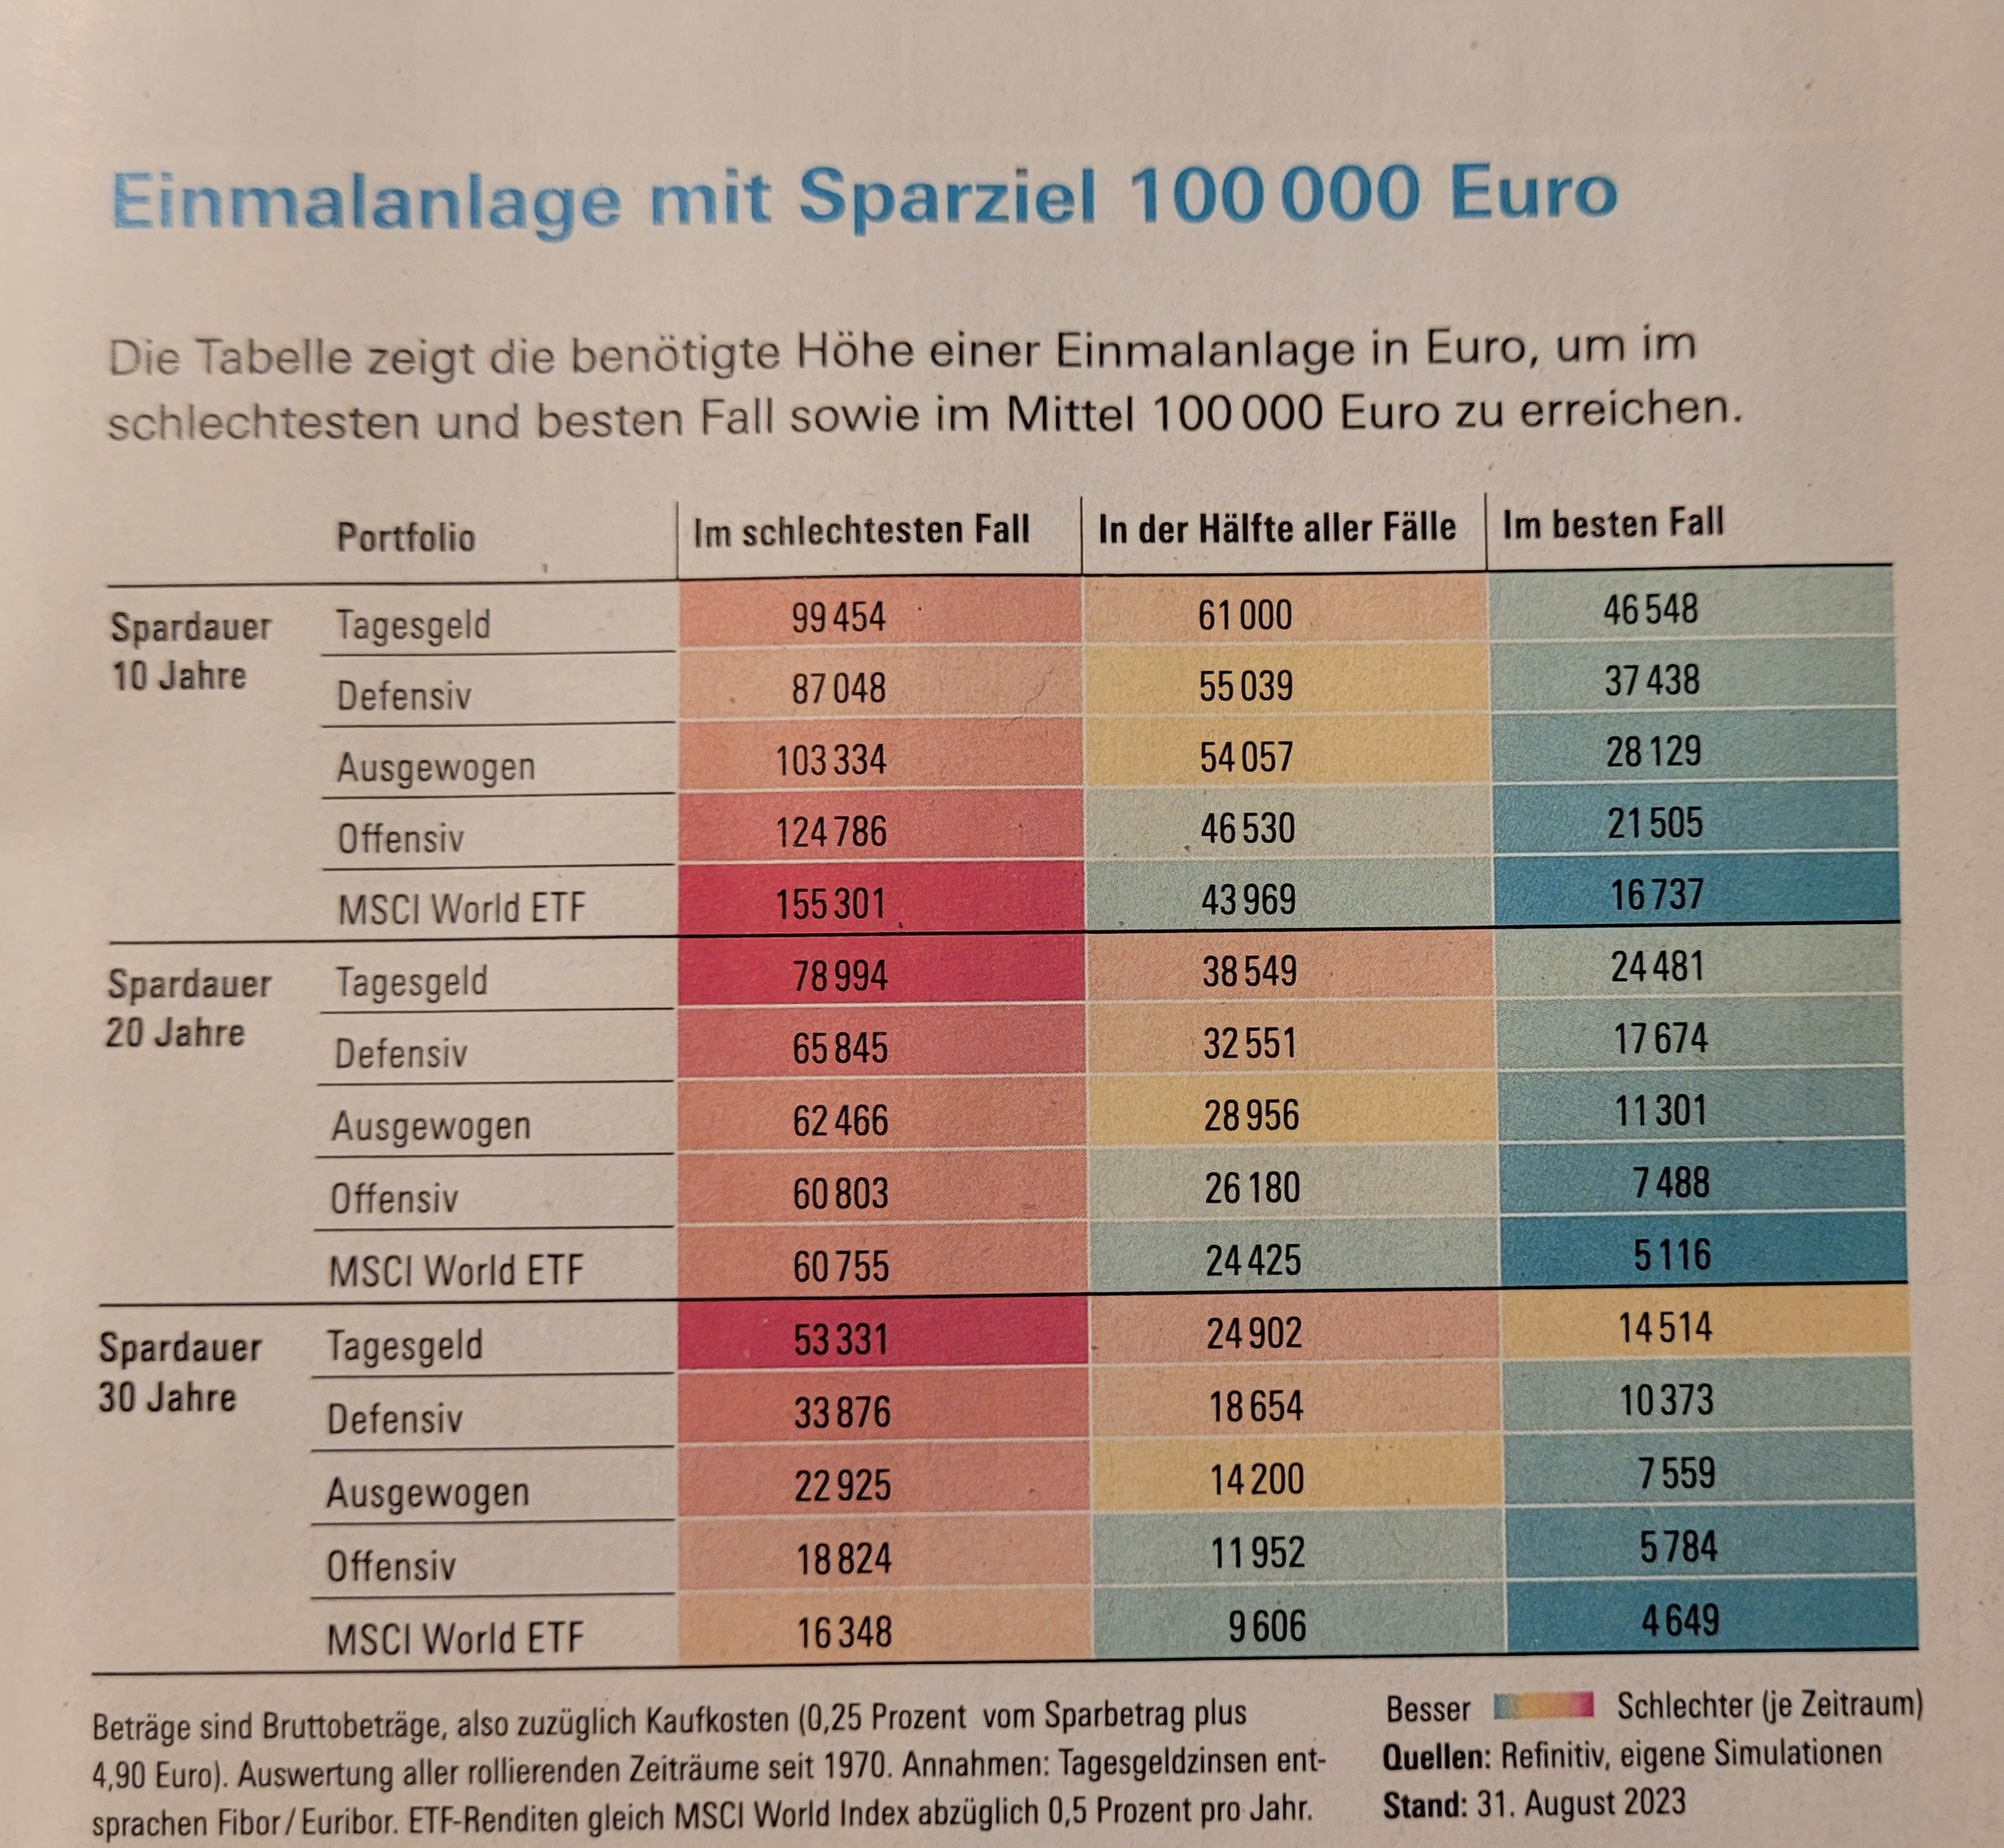 Einmalanlage mit Sparziel 100 000 Euro
Die Tabelle zeigt die benötigte Höhe einer Einmalanlage in Euro, um im
schlechtesten und besten Fall sowie im Mittel 100 000 Euro zu erreichen.
Portfolio Im schlechtesten Fall In der Hälfte aller Fälle Im besten Fall
Spardauer 10 Jahre Tagesgeld 99 454 61 000 46 548
Defensiv 87 048 55 039 37 438
Ausgewogen 103 334 54 057 28 129
Offensiv 124 786 46 530 21 505
MSCI World ETF 155 301 43 969 16 737
Spardauer 20 Jahre Tagesgeld 78 994 38 549 24 481
Defensiv 65 845 32 551 17 674
Ausgewogen 62 466 28 956 11 301
Offensiv 60 803 26 180 7 488
MSCI World ETF 60 755 24 425 5 116
Spardauer 30 Jahre Tagesgeld 53 331 24 902 14 514
Defensiv 33 876 18 654 10 373
Ausgewogen 22 925 14 200 7 559
Offensiv 18 824 11 952 5 784
MSCI World ETF 16 348 9 606 4 649
Beträge sind Bruttobeträge, also zuzüglich Kaufkosten (0,25 Prozent vom Sparbetrag plus
4,90 Euro). Auswertung aller rollierenden Zeiträume seit 1970. Annahmen: Tagesgeldzinsen ent-
sprachen Fibor / Euribor. ETF-Renditen gleich MSCI World Index abzüglich 0,5 Prozent pro Jahr.
Besser Schlechter (je Zeitraum)
Quellen: Refinitiv, eigene Simulationen
Stand: 31. August 2023